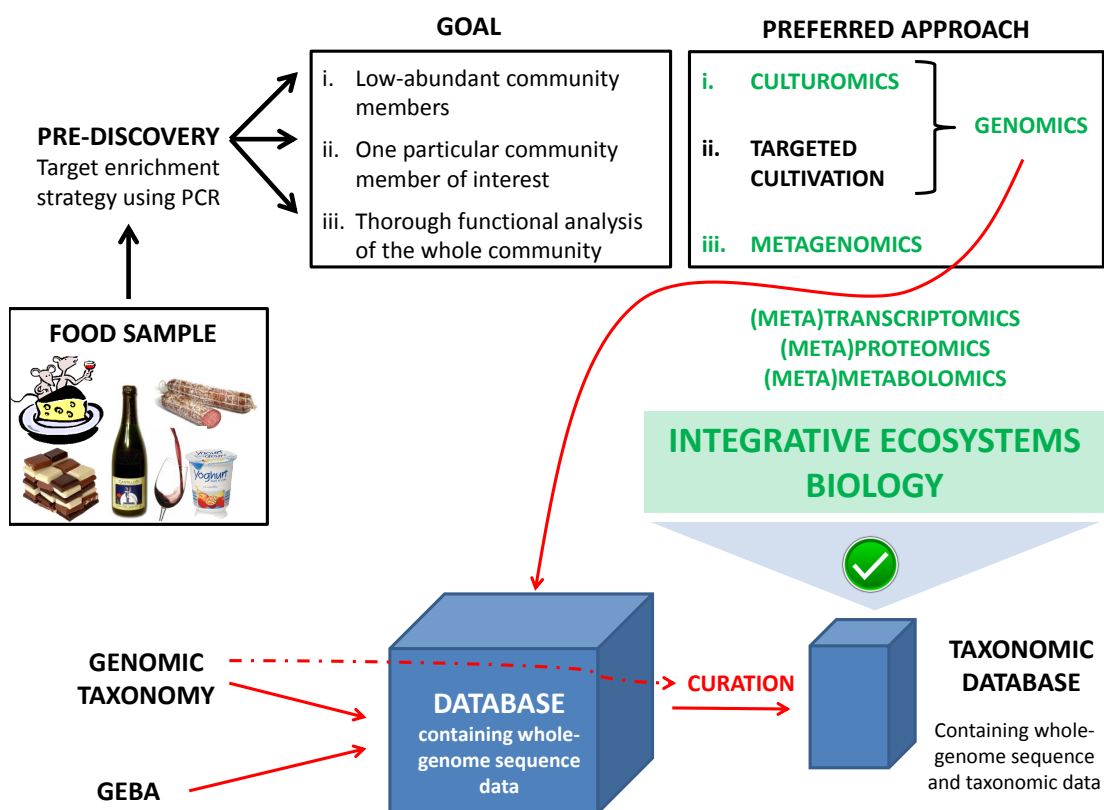 GOAL
i. Low-abundant community
members
ii. One particular community
member of interest
iii. Thorough functional analysis
of the whole community
PREFERRED APPROACH
i. CULTUROMICS
ii. TARGETED
CULTIVATION
iii. METAGENOMICS
GENOMICS
PRE-DISCOVERY
Target enrichment
strategy using PCR
FOOD SAMPLE
Yoghurt
(META)TRANSCRIPTOMICS
(META)PROTEOMICS
(META)METABOLOMICS
INTEGRATIVE ECOSYSTEMS
BIOLOGY
GENOMIC
TAXONOMY
GEBA
DATABASE
containing whole-
genome sequence
data
CURATION
TAXONOMIC
DATABASE
Containing whole-
genome sequence
and taxonomic data